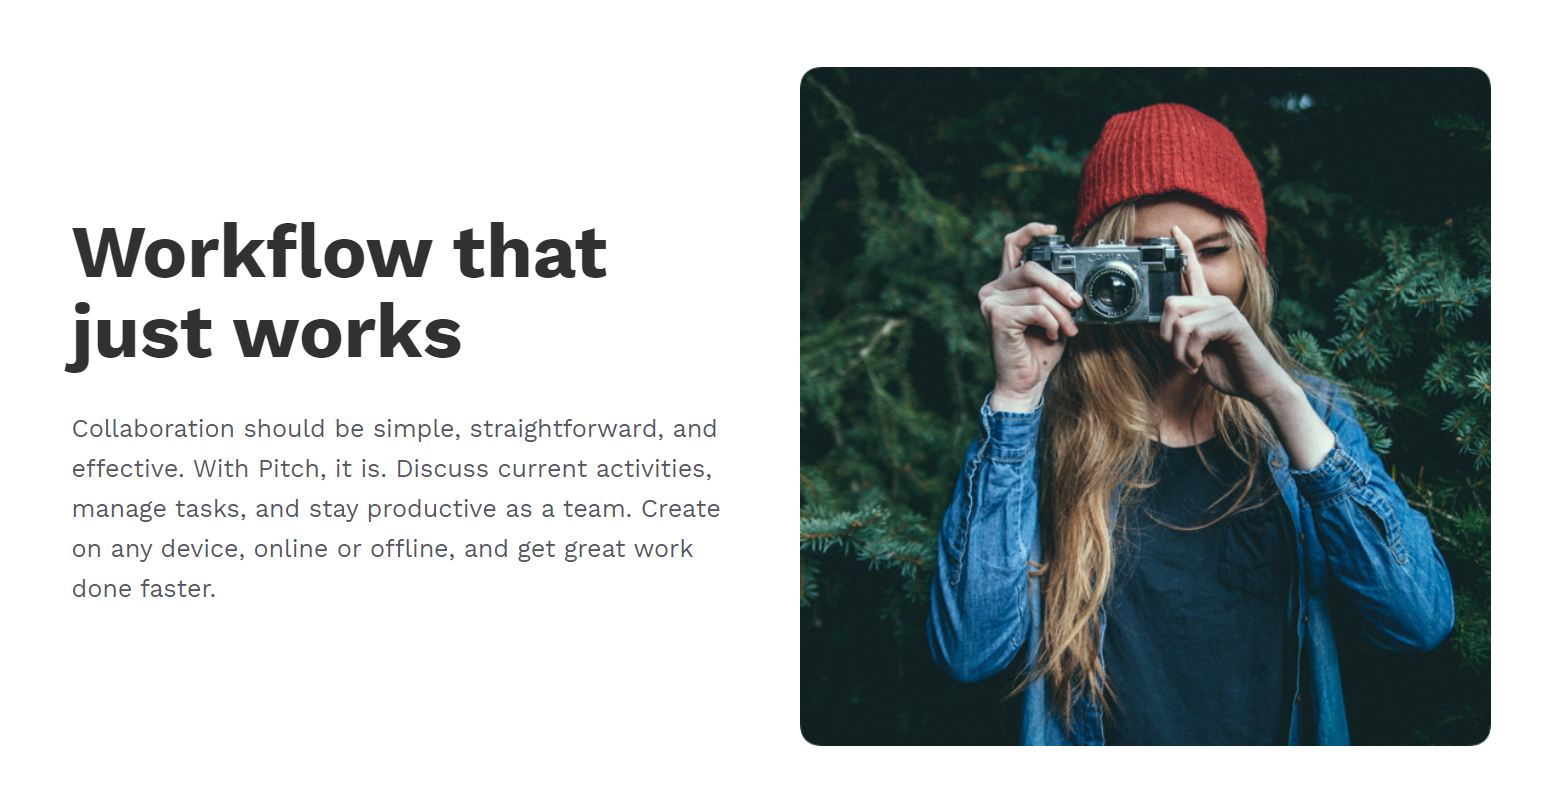 Workflow that
just works
Collaboration should be simple, straightforward, and
effective. With Pitch, it is. Discuss current activities,
manage tasks, and stay productive as a team. Create
on any device, online or offline, and get great work
done faster.
Contax